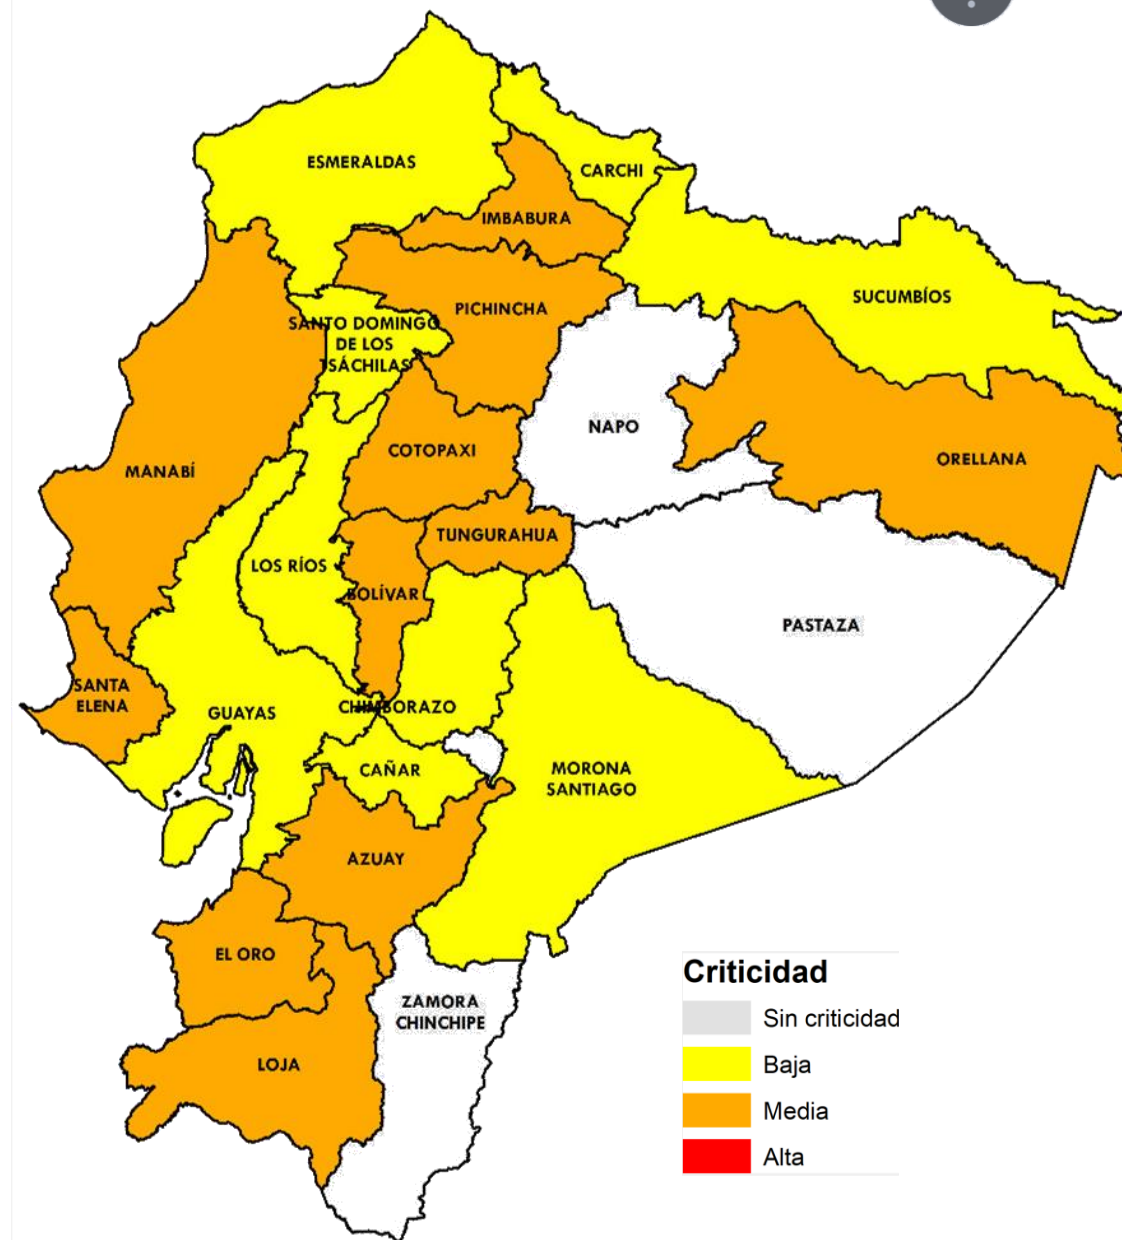 ESMERALDAS
CARCHI
IMBABURA
SUCUMBÍOS
PICHINCHA
SANTO DOMINGO
DE LOS
TSÁCHILAS
NAPO
COTOPAXI
ORELLANA
MANABÍ
TUNGURAHUA
LOS RÍOS
BOLÍVAR
PASTAZA
SANTA
ELENA
GUAYAS
CHIMBORAZO
CAÑAR
MORONA
SANTIAGO
AZUAY
EL ORO
ZAMORA
CHINCHIPE
LOJA
Criticidad
Sin criticidad
Baja
Media
Alta